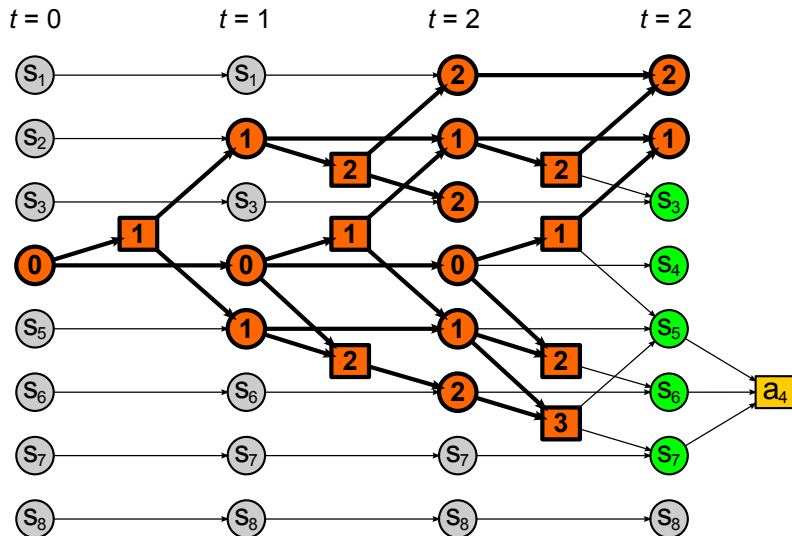 t = 0 t = 1 t = 2 t = 2
s1 s1 2 2
s2 1 1 1
2 2
s3 s3 2 s3
1 1 1
0 0 0 s4
s5 1 1 s5
2 2
s6 s6 2 s6 a4
3
s7 s7 s7 s7
s8 s8 s8 s8